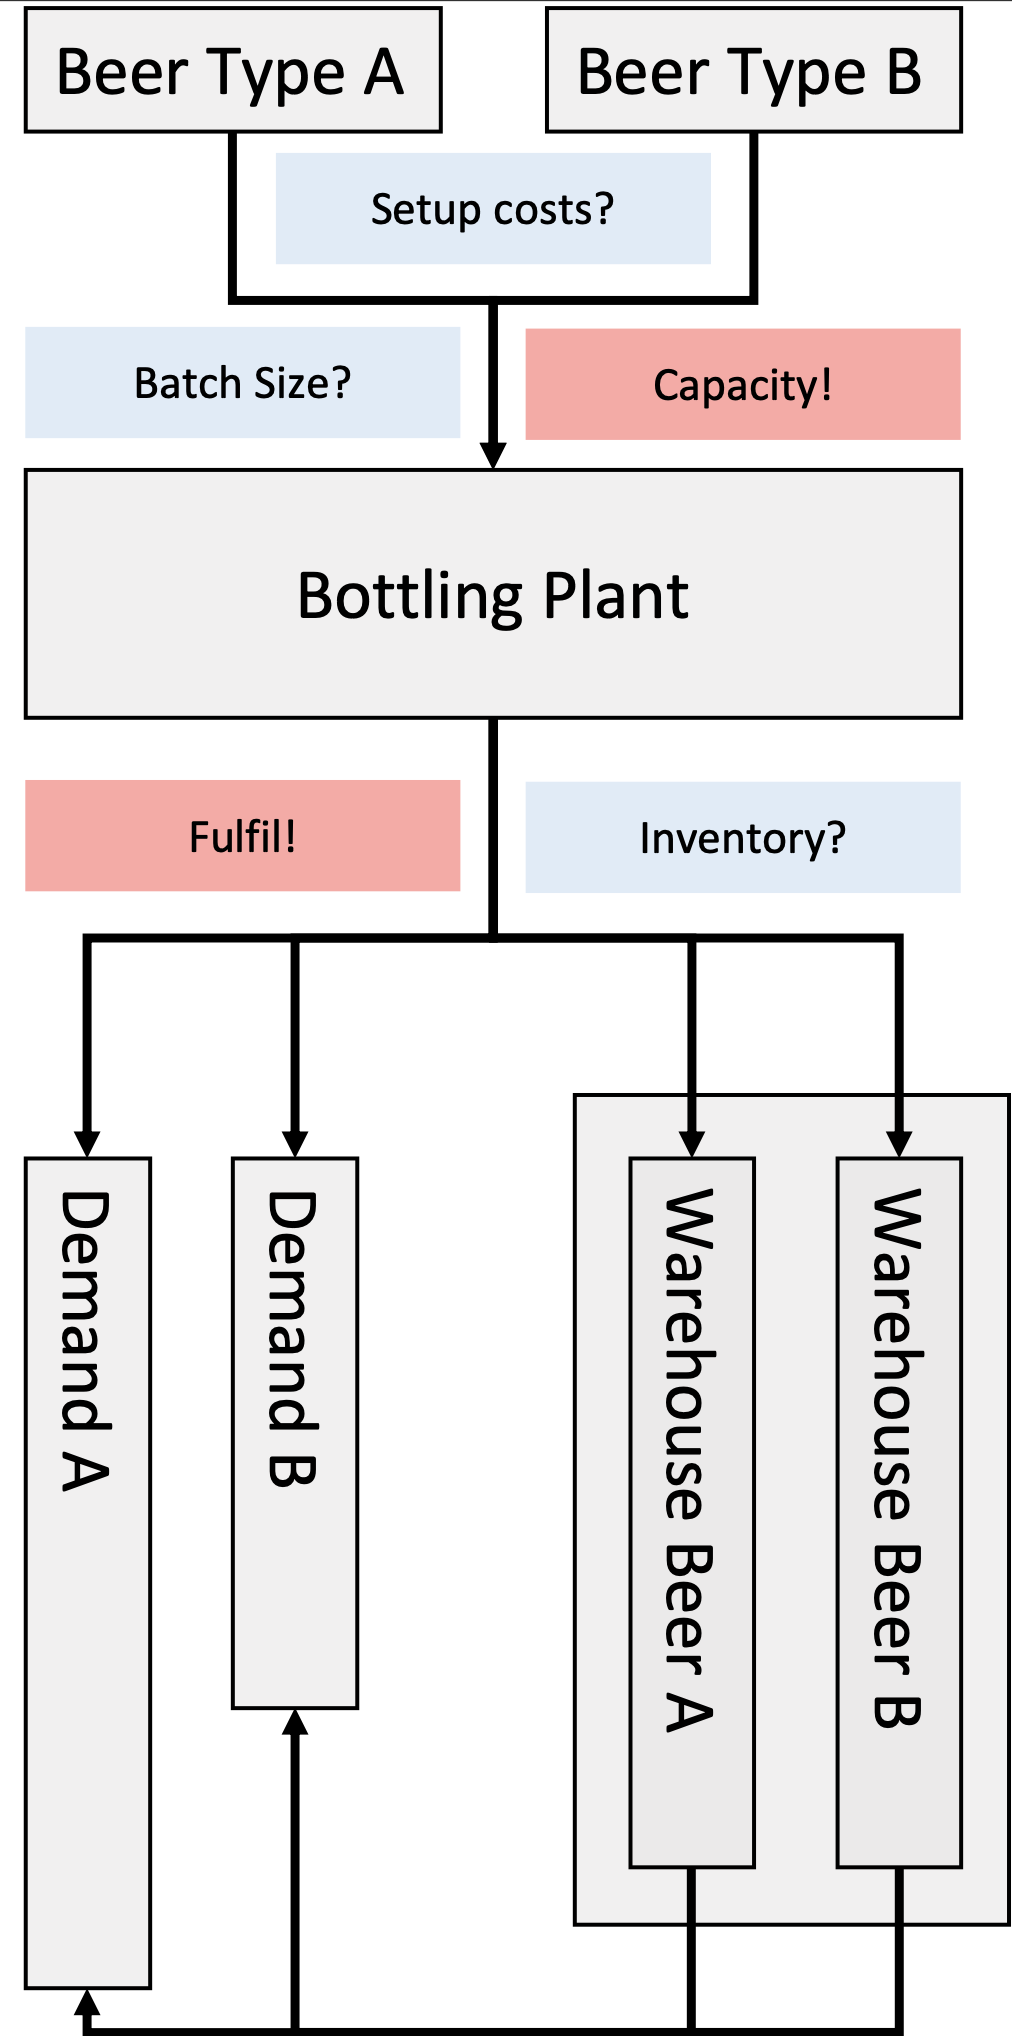 Beer Type A
Beer Type B
Setup costs?
Batch Size?
Capacity!
Bottling Plant
Fulfil!
Inventory?
Demand A
Demand B
Warehouse Beer A
Warehouse Beer B